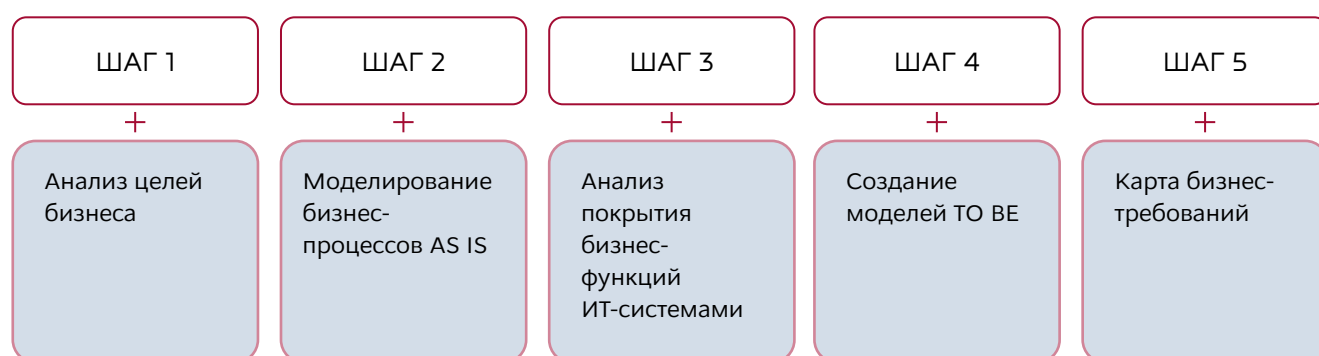 ШАГ 1
ШАГ 2
ШАГ 3
ШАГ 4
ШАГ 5
+
+
+
+
+
Анализ целей
бизнеса
Моделирование
бизнес-
процессов AS IS
Анализ
покрытия
бизнес-
функций
ИТ-системами
Создание
моделей TO BE
Карта бизнес-
требований